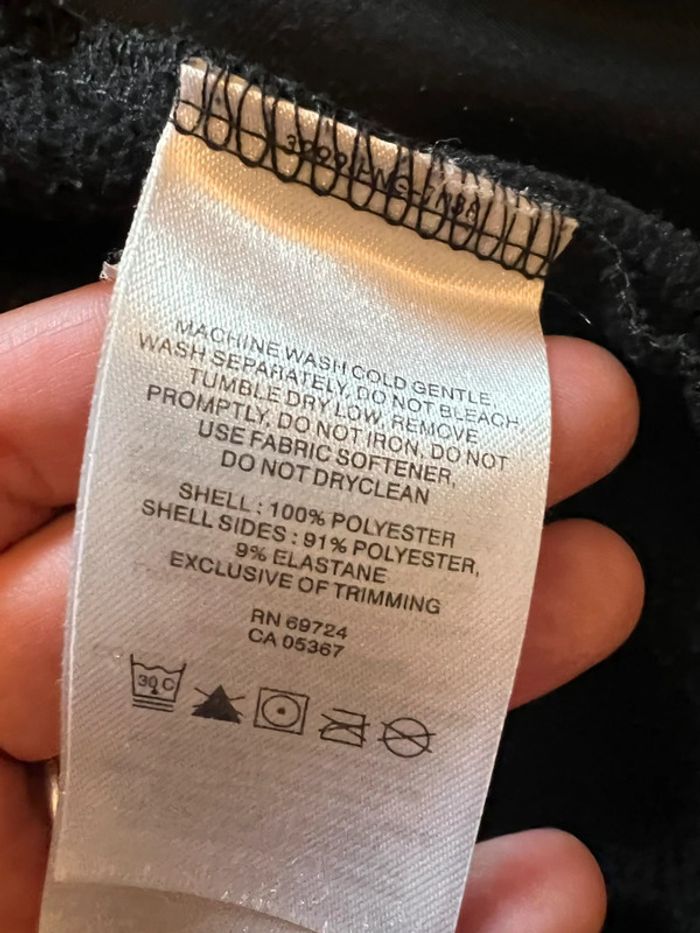 MACHINE WASH COLD GENTLE,
WASH SEPARATELY, DO NOT BLEACH
TUMBLE DRY LOW, REMOVE
PROMPTLY, DO NOT IRON, DO NOT
USE FABRIC SOFTENER,
DO NOT DRYCLEAN
SHELL : 100% POLYESTER
SHELL SIDES : 91% POLYESTER,
9% ELASTANE
EXCLUSIVE OF TRIMMING
RN 69724
CA 05367
30 C